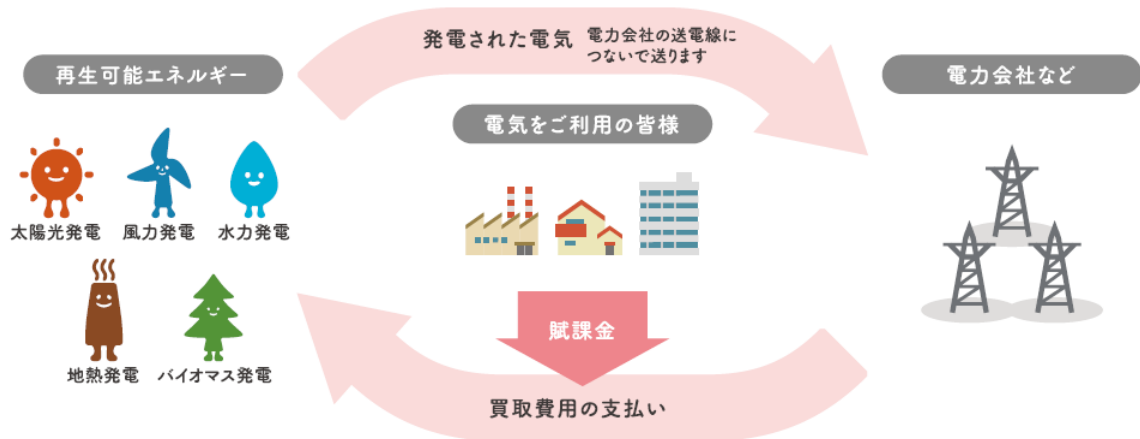 発電された電気
電力会社の送電線に
つないで送ります
再生可能エネルギー
電力会社など
電気をご利用の皆様
太陽光発電
風力発電
水力発電
地熱発電
バイオマス発電
賦課金
買取費用の支払い